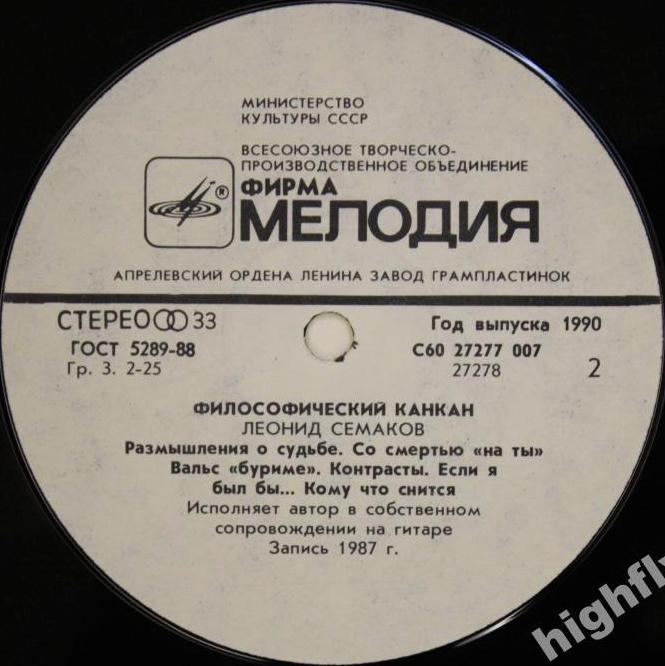 МИНИСТЕРСТВО
КУЛЬТУРЫ СССР
ВСЕСОЮЗНОЕ ТВОРЧЕСКО-
ПРОИЗВОДСТВЕННОЕ ОБЪЕДИНЕНИЕ
®
ФИРМА
МЕЛОДИЯ
АПРЕЛЕВСКИЙ ОРДЕНА ЛЕНИНА ЗАВОД ГРАМПЛАСТИНОК
СТЕРЕО 33
Год выпуска 1990
ГОСТ 5289-88
С60 27277 007
Гр. 3. 2-25
27278
2
ФИЛОСОФИЧЕСКИЙ КАНКАН
ЛЕОНИД СЕМАКОВ
Размышления о судьбе. Со смертью «на ты»
Вальс «буриме». Контрасты. Если я
был бы... Кому что снится
Исполняет автор в собственном
сопровождении на гитаре
Запись 1987 г.